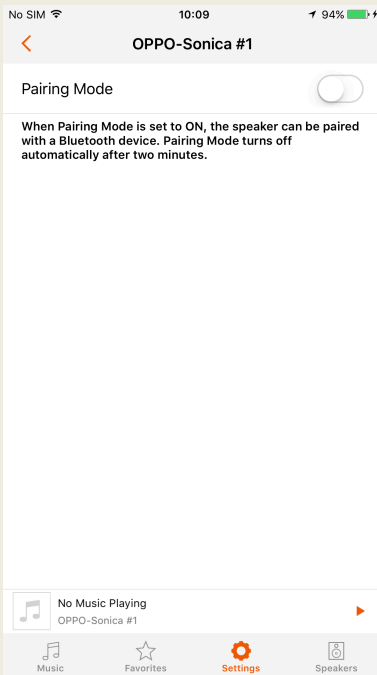 No SIM 10:09 94%
OPPO-Sonica #1
Pairing Mode
When Pairing Mode is set to ON, the speaker can be paired
with a Bluetooth device. Pairing Mode turns off
automatically after two minutes.
No Music Playing
OPPO-Sonica #1
Music Favorites Settings Speakers